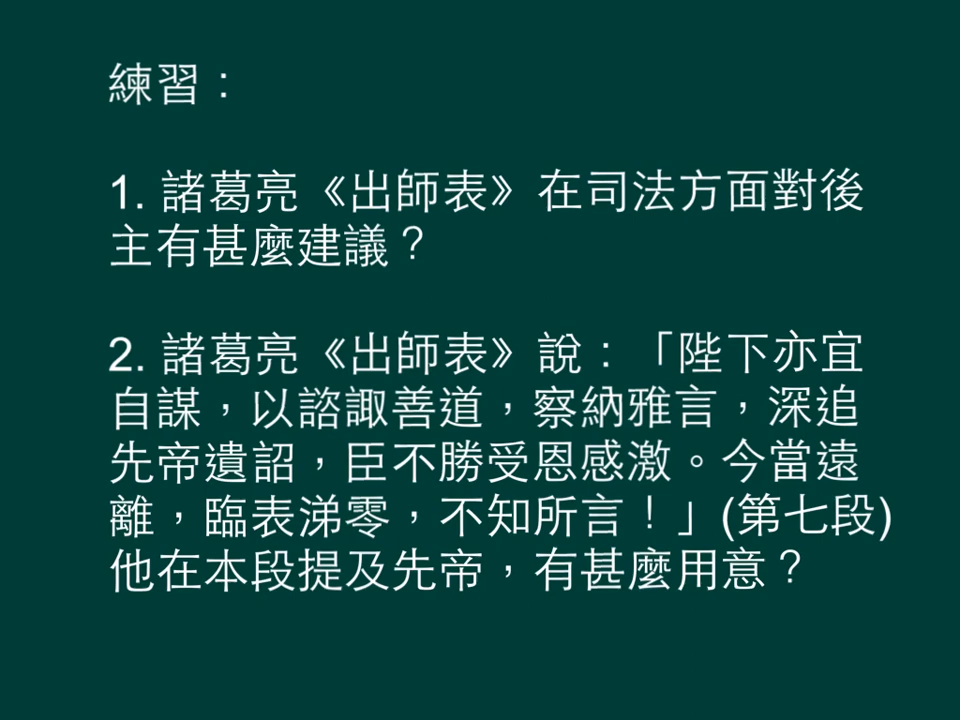 練習：
1. 諸葛亮《出師表》在司法方面對後
主有甚麼建議？
2. 諸葛亮《出師表》說：「陛下亦宜
自謀，以諮諏善道，察納雅言，深追
先帝遺詔，臣不勝受恩感激。今當遠
離，臨表涕零，不知所言！」(第七段)
他在本段提及先帝，有甚麼用意？